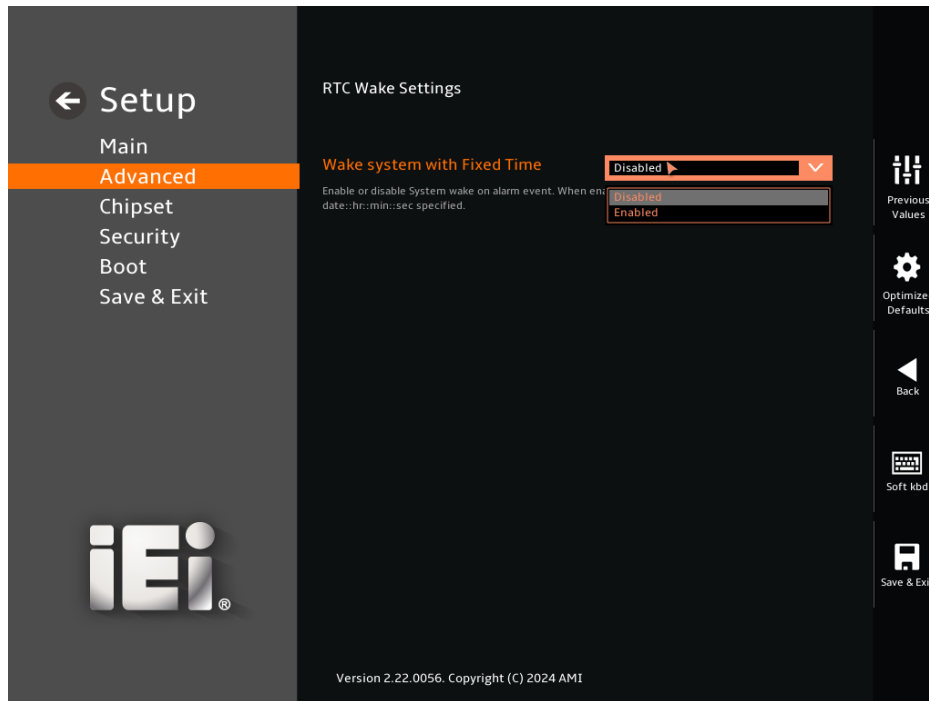 Setup
Main
Advanced
Chipset
Security
Boot
Save & Exit
RTC Wake Settings
Wake system with Fixed Time
Disabled
Enable or disable System wake on alarm event. When
date::hr::min::sec specified.
Disabled
Enabled
Previous
Values
Optimize
Defaults
Back
Soft kbd
Save &
iEi ®
Version 2.22.0056. Copyright (C) 2024 AMI